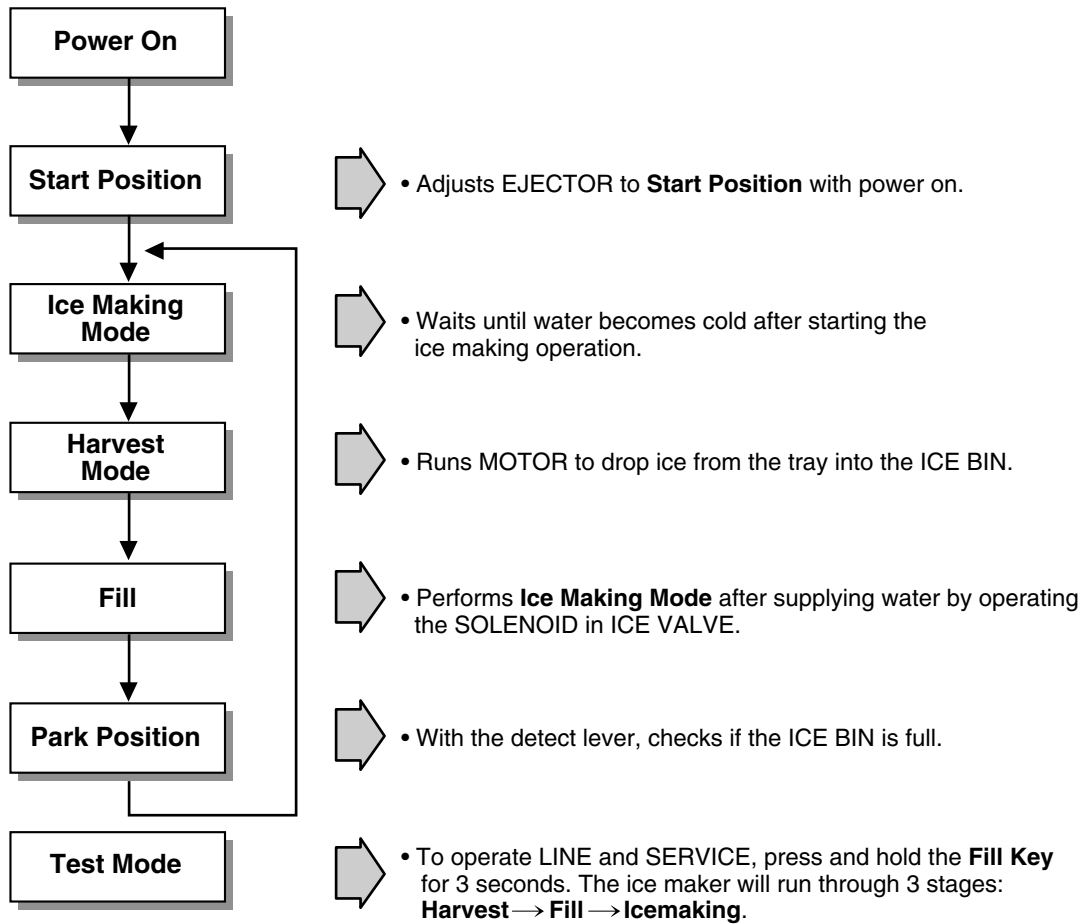 Power On
Start Position
• Adjusts EJECTOR to Start Position with power on.
Ice Making
Mode
• Waits until water becomes cold after starting the
ice making operation.
Harvest
Mode
• Runs MOTOR to drop ice from the tray into the ICE BIN.
Fill
• Performs Ice Making Mode after supplying water by operating
the SOLENOID in ICE VALVE.
Park Position
• With the detect lever, checks if the ICE BIN is full.
Test Mode
• To operate LINE and SERVICE, press and hold the Fill Key
for 3 seconds. The ice maker will run through 3 stages:
Harvest→Fill→Icemaking.